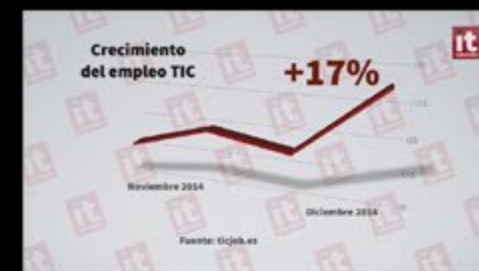 Crecimiento
del empleo TIC
+17%
it
Noviembre 2014
Diciembre 2014
Fuente: ticjob.es